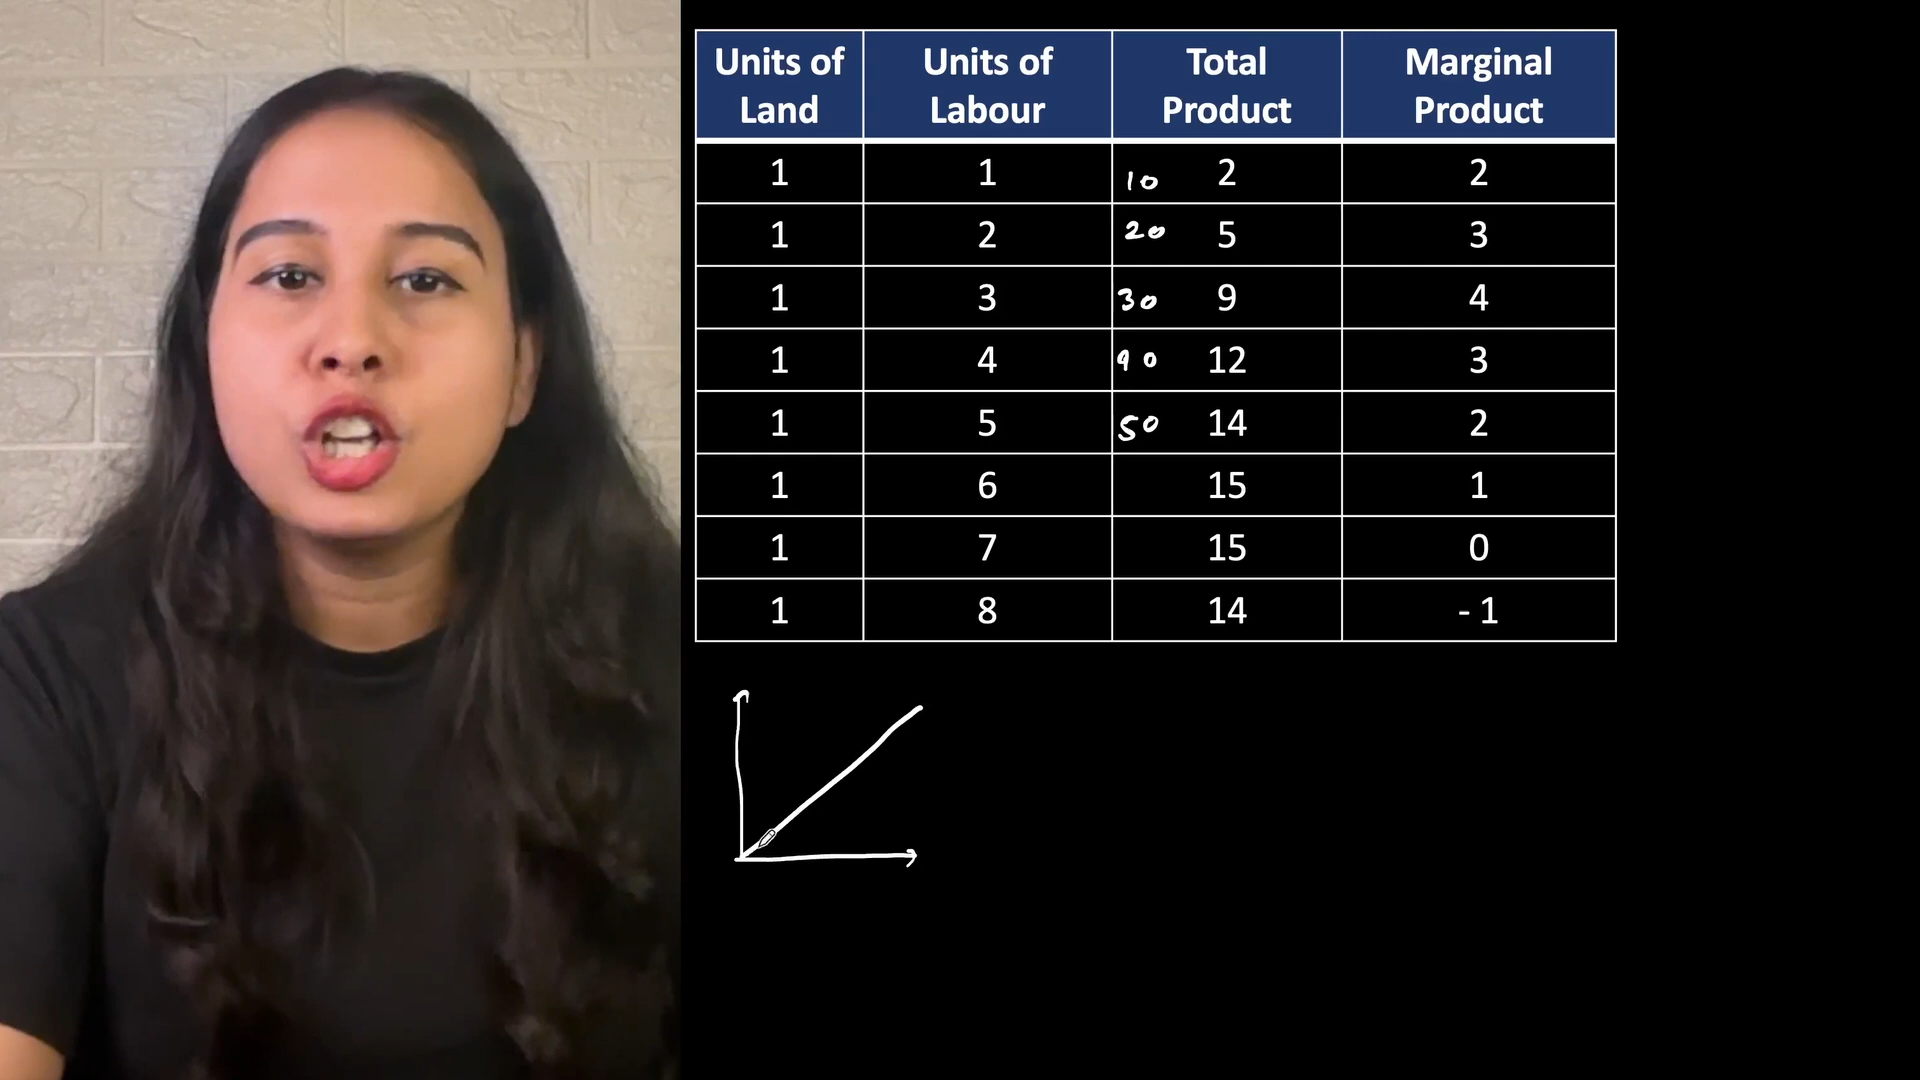 Units of Land Units of Labour Total Product Marginal Product
1 1 10 2 2
1 2 20 5 3
1 3 30 9 4
1 4 40 12 3
1 5 50 14 2
1 6 15 1
1 7 15 0
1 8 14 - 1